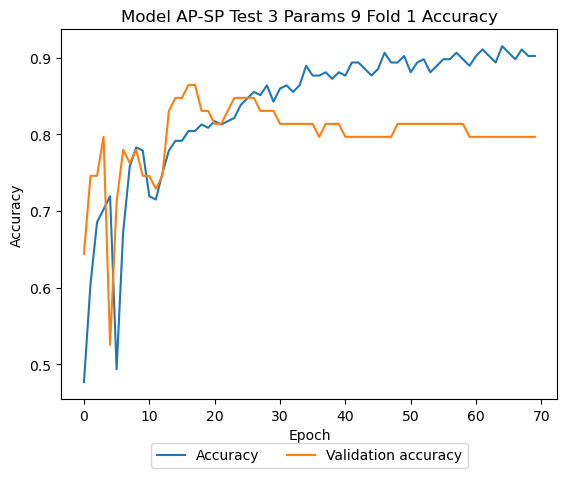 Model AP-SP Test 3 Params 9 Fold 1 Accuracy
Accuracy
0.9
0.8
0.7
0.6
0.5
0 10 20 30 40 50 60 70
Epoch
Accuracy Validation accuracy